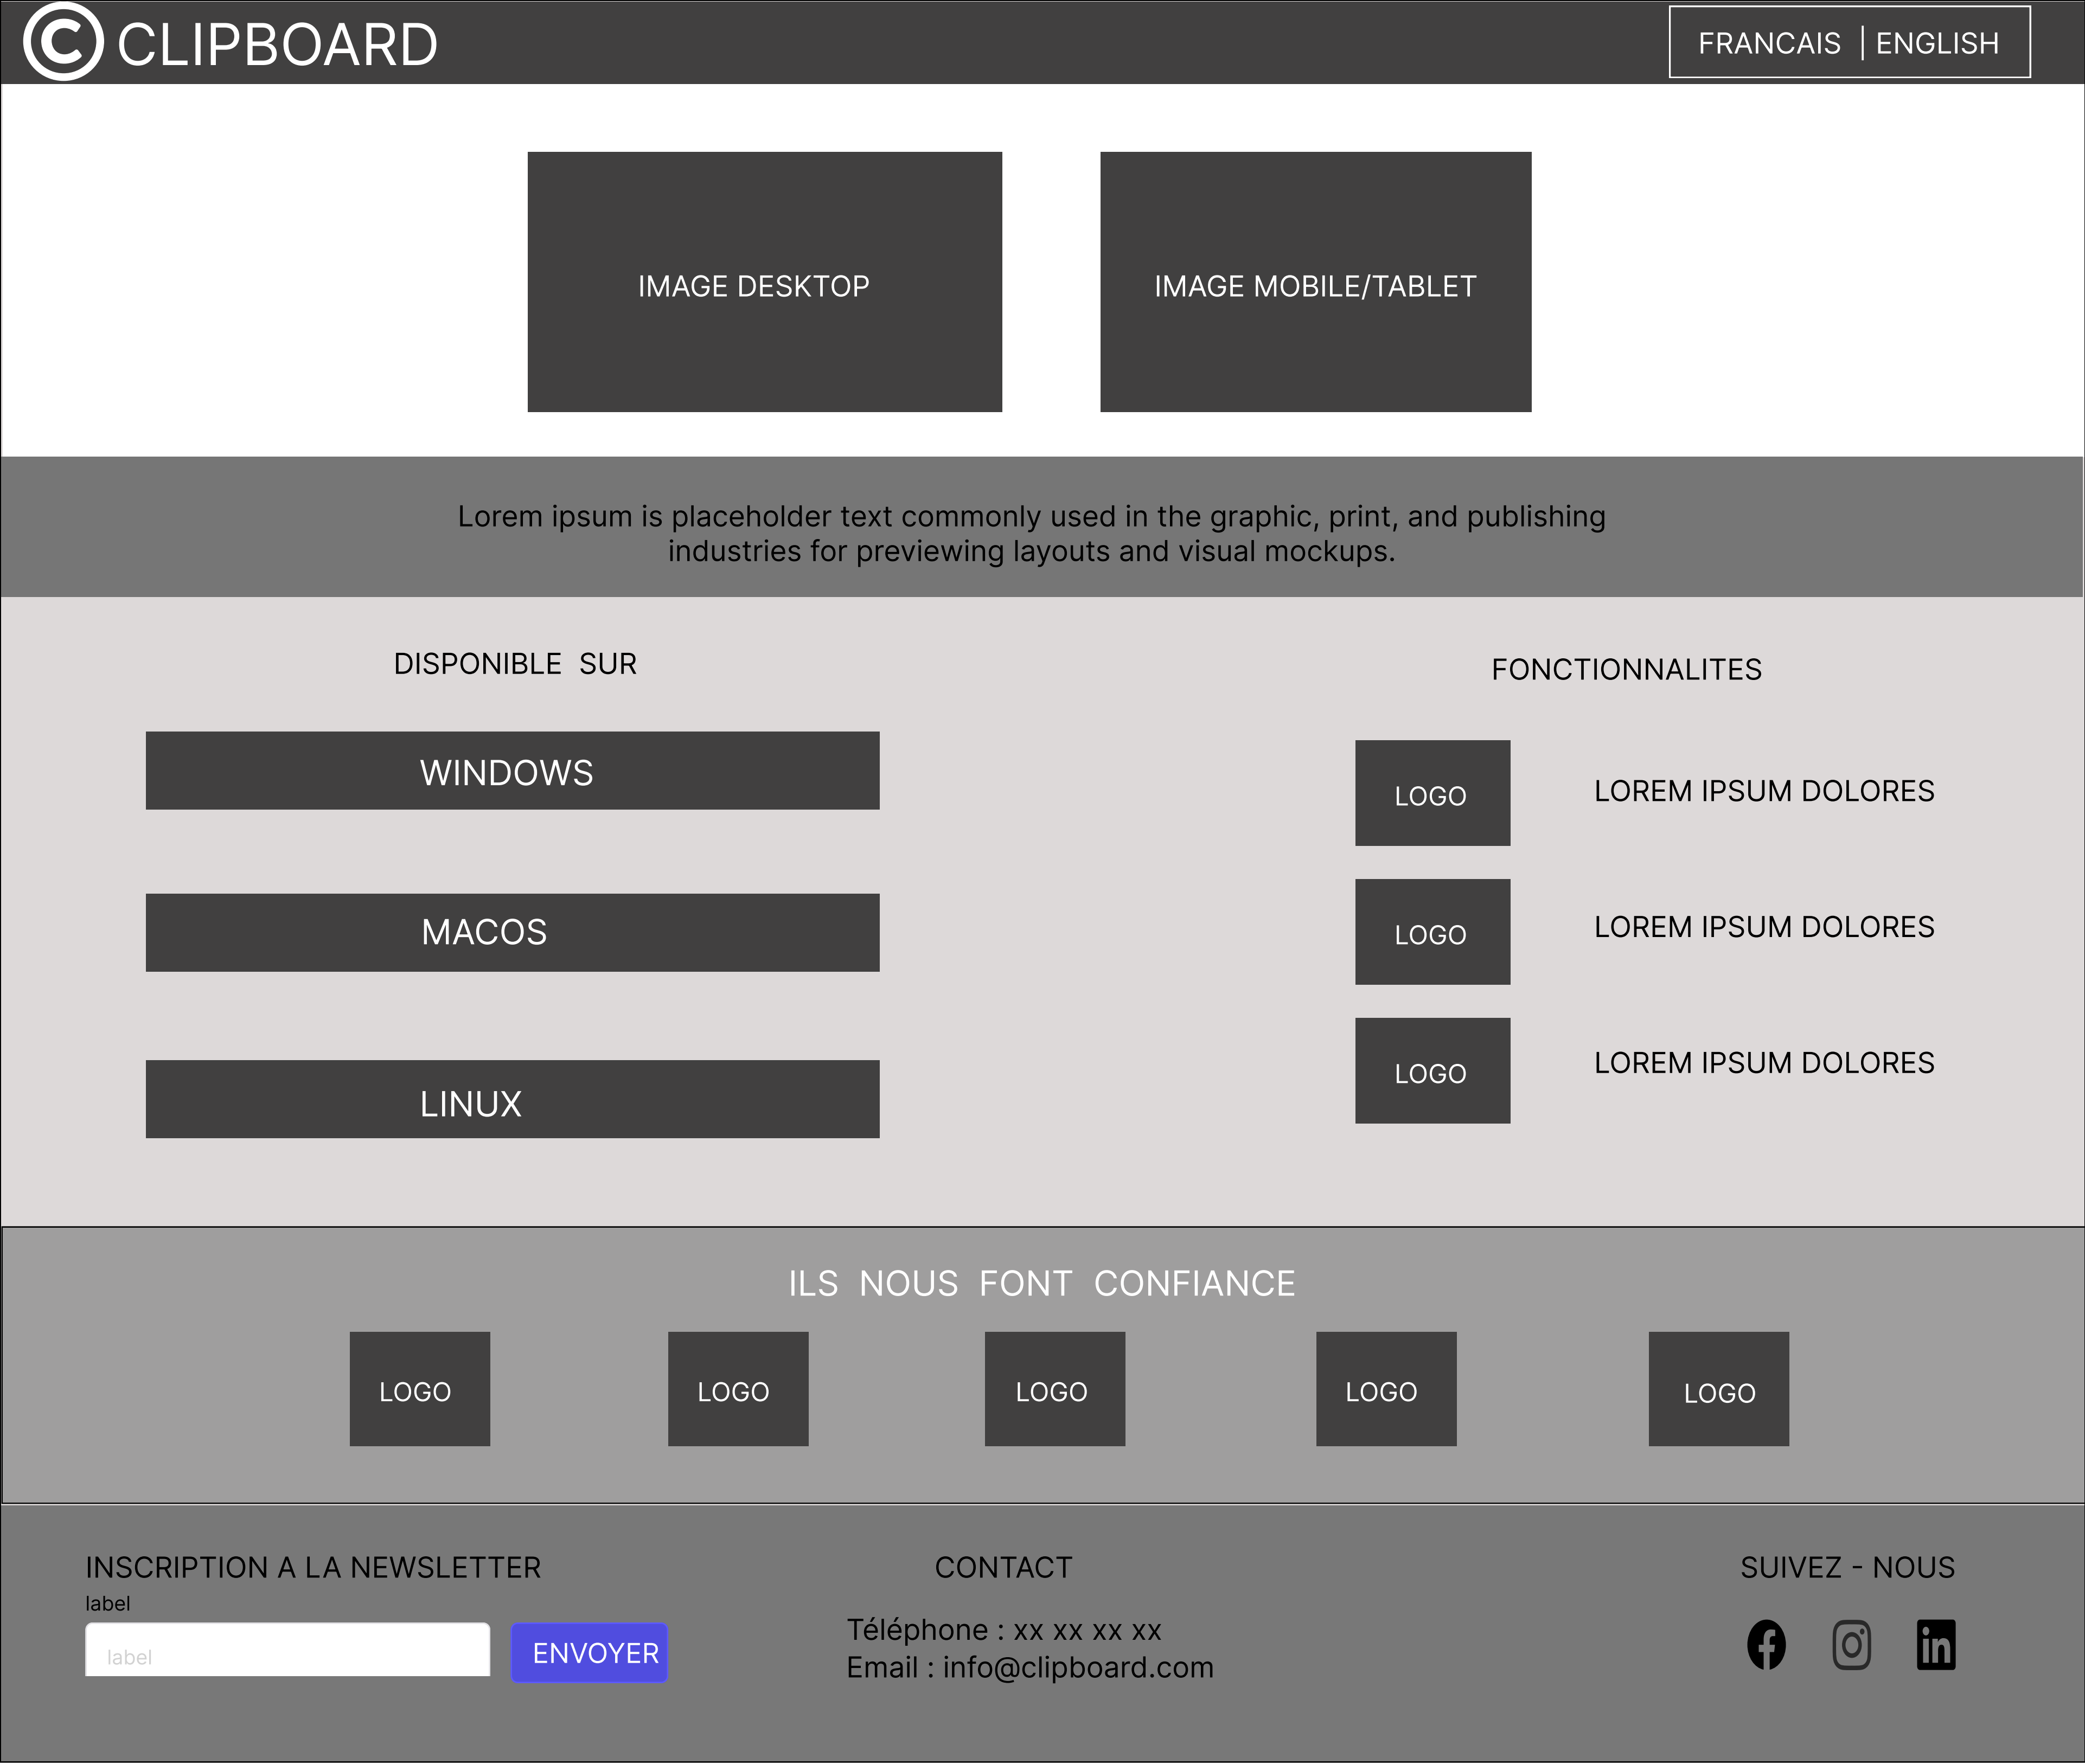 © CLIPBOARD
FRANCAIS | ENGLISH
IMAGE DESKTOP
IMAGE MOBILE/TABLET
Lorem ipsum is placeholder text commonly used in the graphic, print, and publishing
industries for previewing layouts and visual mockups.
DISPONIBLE SUR
WINDOWS
MACOS
LINUX
FONCTIONNALITES
LOGO
LOREM IPSUM DOLORES
LOGO
LOREM IPSUM DOLORES
LOGO
LOREM IPSUM DOLORES
ILS NOUS FONT CONFIANCE
LOGO
LOGO
LOGO
LOGO
LOGO
INSCRIPTION A LA NEWSLETTER
label
label
ENVOYER
CONTACT
Téléphone : xx xx xx xx
Email : info@clipboard.com
SUIVEZ - NOUS